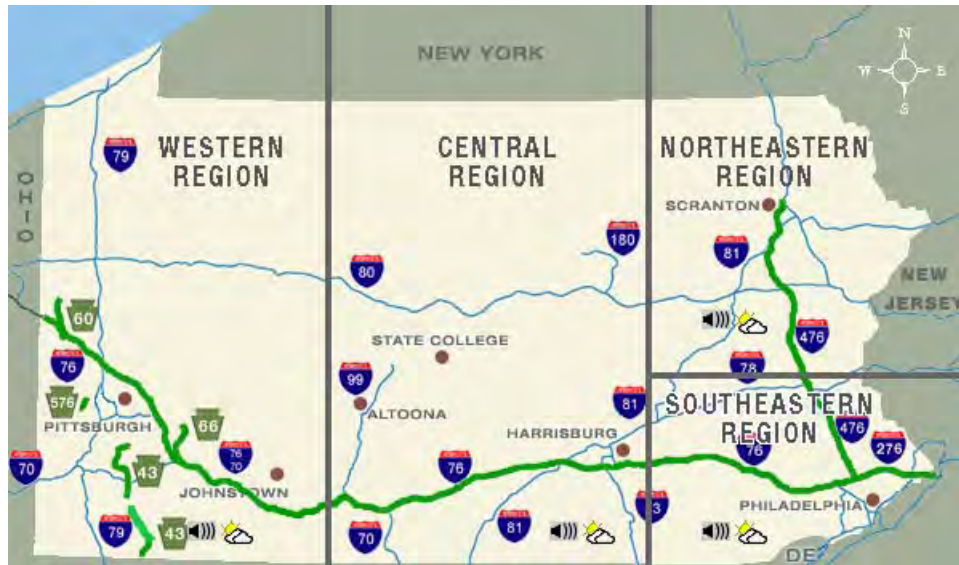 NEW YORK
N
W E
S
WESTERN
REGION
CENTRAL
REGION
NORTHEASTERN
REGION
OHIO
79
SCRANTON
180
81
80
NEW
JERSEY
60
STATE COLLEGE
476
76
99
78
576
ALTOONA
81
SOUTHEASTERN
REGION
PITTSBURGH
66
HARRISBURG
476
76
276
76
70
76
70
43
JOHNSTOWN
PHILADELPHIA
79
43
70
81
3
DE